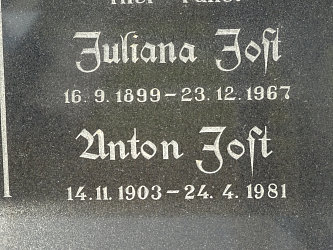 Juliana Jost
16. 9. 1899 – 23. 12. 1967
Anton Jost
14. 11. 1903 – 24. 4. 1981